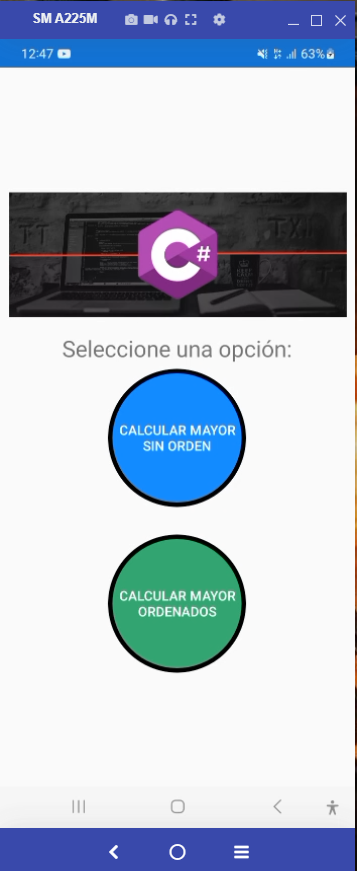 SM A225M
12:47
63%
C#
Seleccione una opción:
CALCULAR MAYOR
SIN ORDEN
CALCULAR MAYOR
ORDENADOS